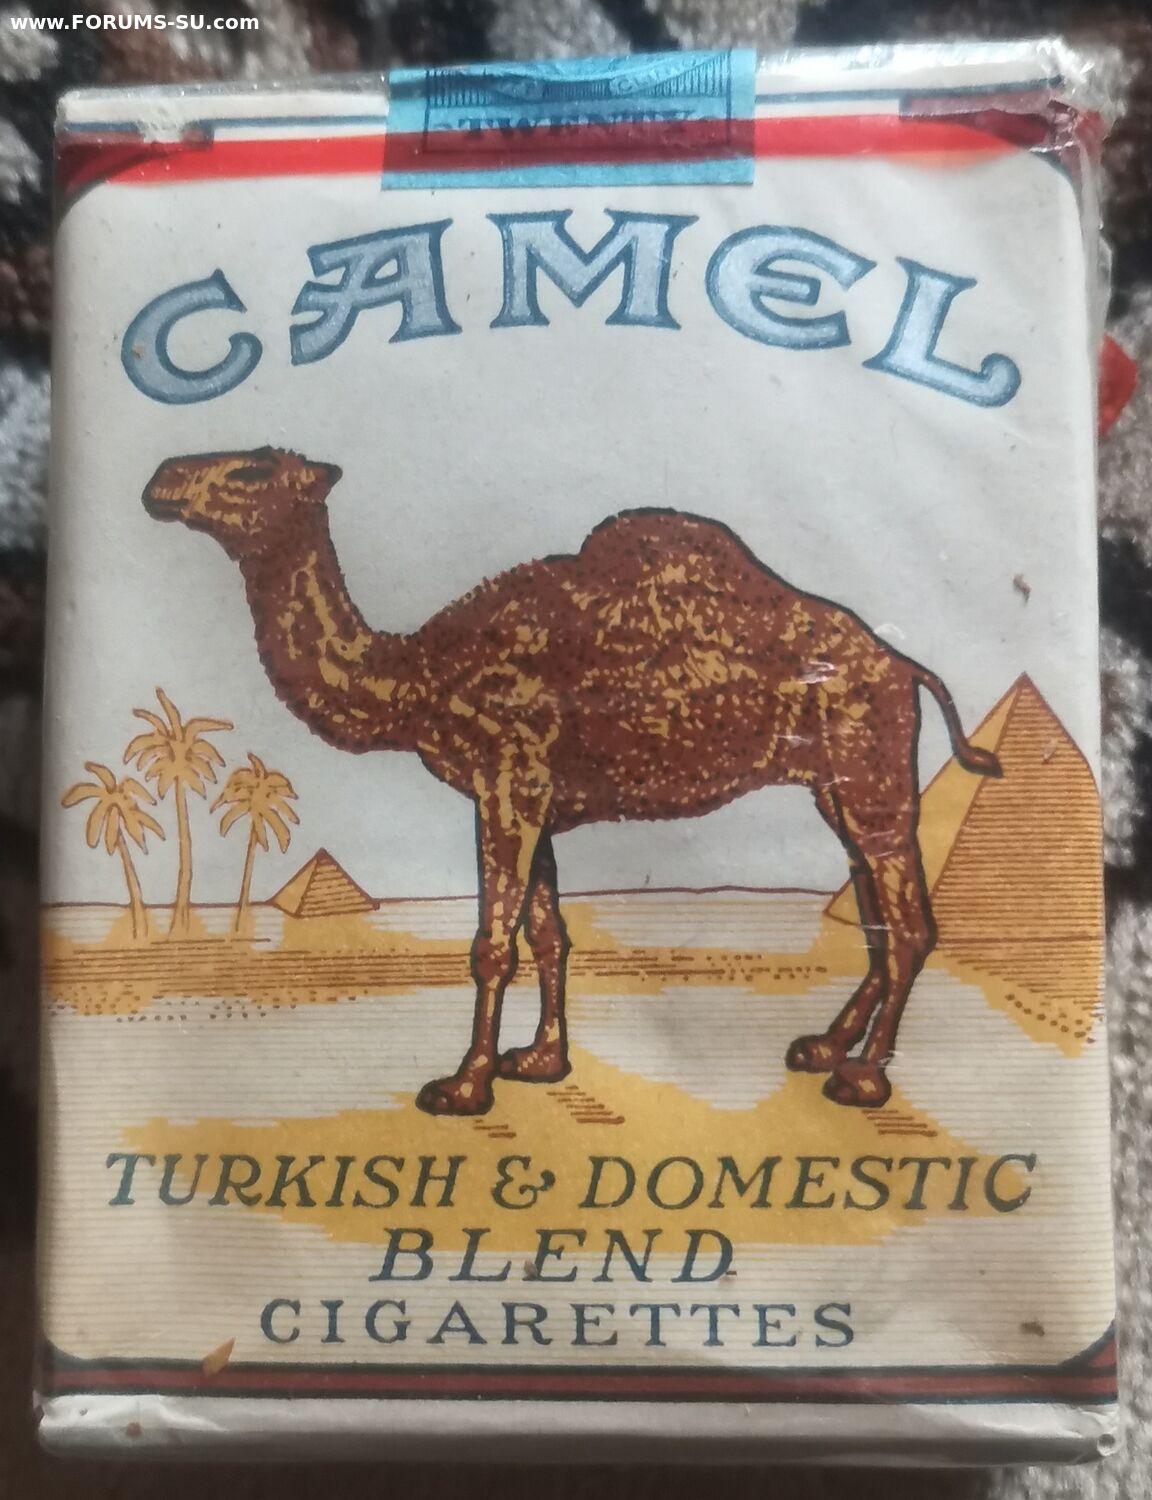 www.FORUMS-SU.com
TWENTY
CAMEL
TURKISH & DOMESTIC
BLEND
CIGARETTES